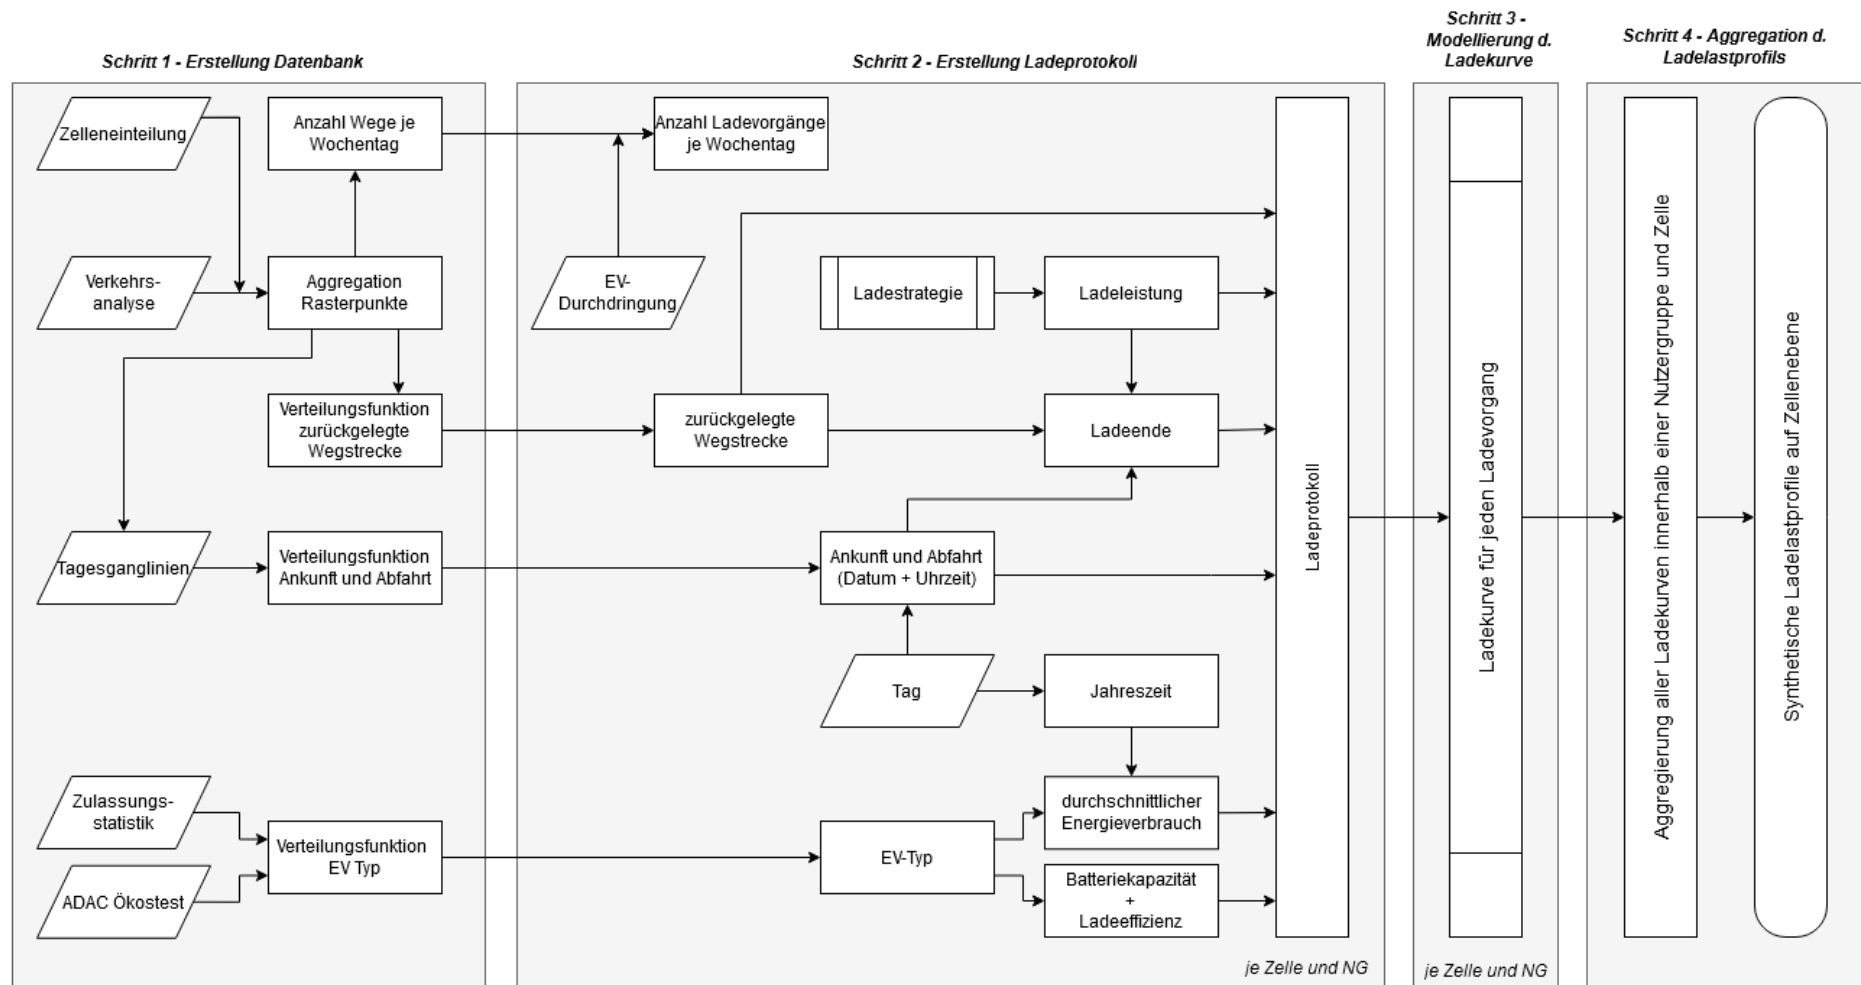 Schritt 1 - Erstellung Datenbank
Zelleneinteilung
Anzahl Wege je
Wochentag
Verkehrs-
analyse
Aggregation
Rasterpunkte
Verteilungsfunktion
zurückgelegte
Wegstrecke
Tagesganglinien
Verteilungsfunktion
Ankunft und Abfahrt
Zulassungs-
statistik
ADAC Ökostest
Verteilungsfunktion
EV Typ
Schritt 2 - Erstellung Ladeprotokoll
Anzahl Ladevorgänge
je Wochentag
EV-
Durchdringung
Ladestrategie
Ladeleistung
zurückgelegte
Wegstrecke
Ladeende
Ankunft und Abfahrt
(Datum + Uhrzeit)
Tag
Jahreszeit
durchschnittlicher
Energieverbrauch
EV-Typ
Batteriekapazität
+
Ladeeffizienz
Ladeprotokoll
je Zelle und NG
Schritt 3 -
Modellierung d.
Ladekurve
Ladekurve für jeden Ladevorgang
je Zelle und NG
Schritt 4 - Aggregation d.
Ladelastprofils
Aggregierung aller Ladekurven innerhalb einer Nutzergruppe und Zelle
Synthetische Ladelastprofile auf Zellenebene